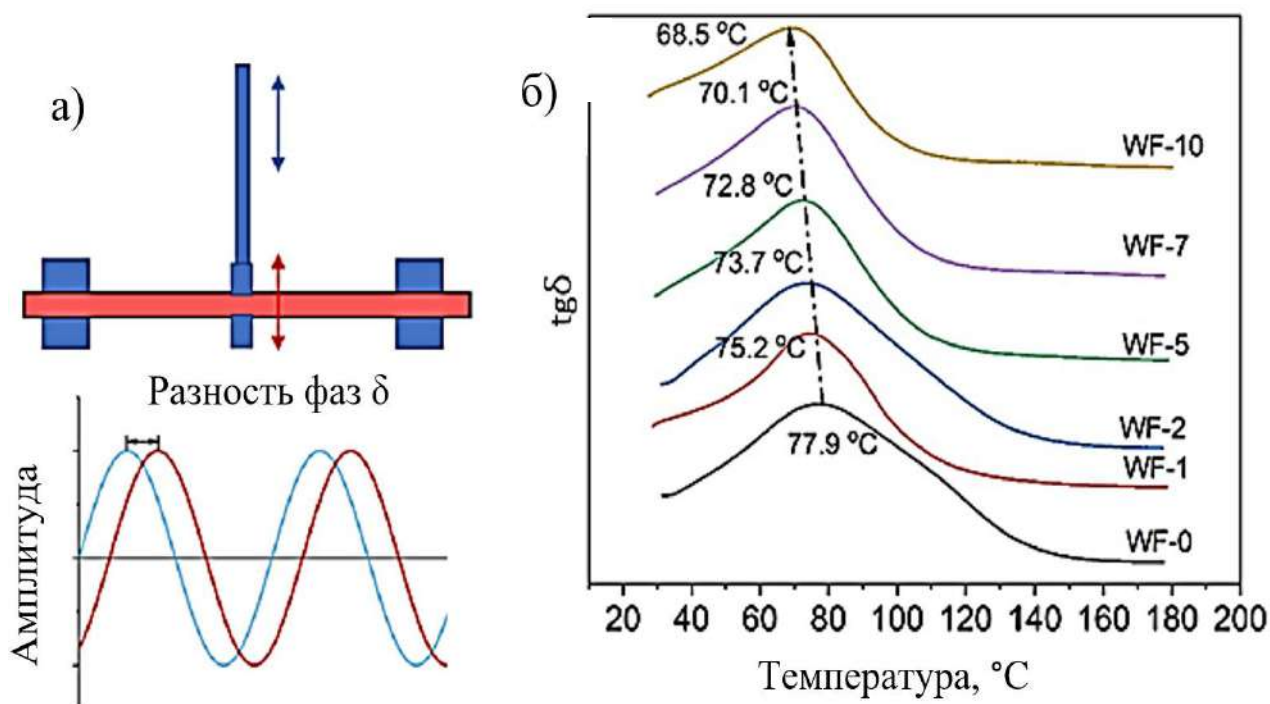 а)
Разность фаз δ
Амплитуда
б)
68.5 °C
70.1 °C
72.8 °C
73.7 °C
75.2 °C
77.9 °C
WF-10
WF-7
WF-5
WF-2
WF-1
WF-0
tgδ
20 40 60 80 100 120 140 160 180 200
Температура, °C